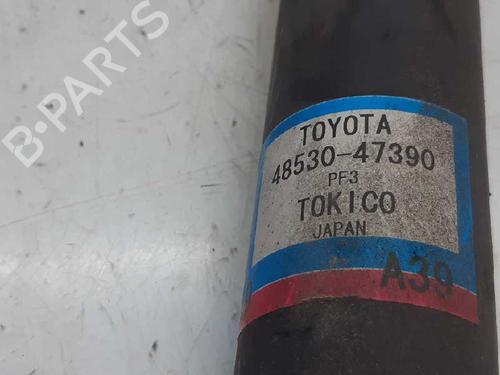 B-PARTS
TOYOTA
48530-47390
PF3
TOKICO
JAPAN
A39